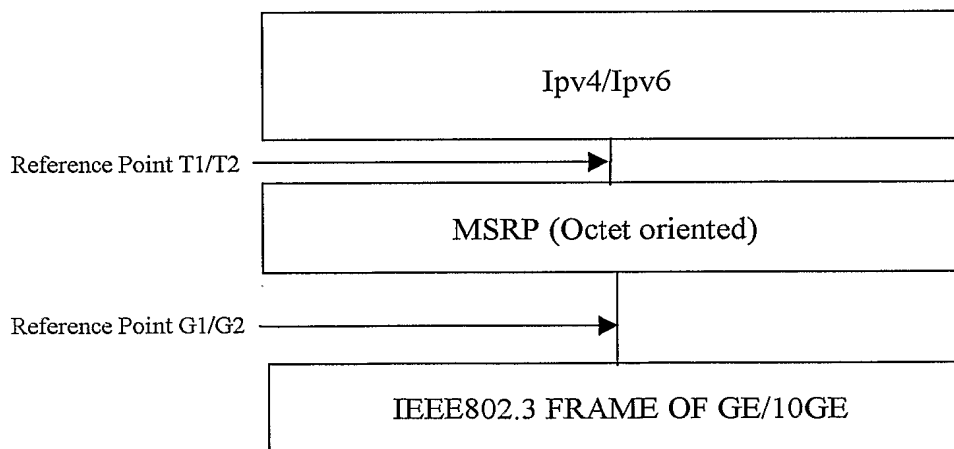 Ipv4/Ipv6
Reference Point T1/T2
MSRP (Octet oriented)
Reference Point G1/G2
IEEE802.3 FRAME OF GE/10GE